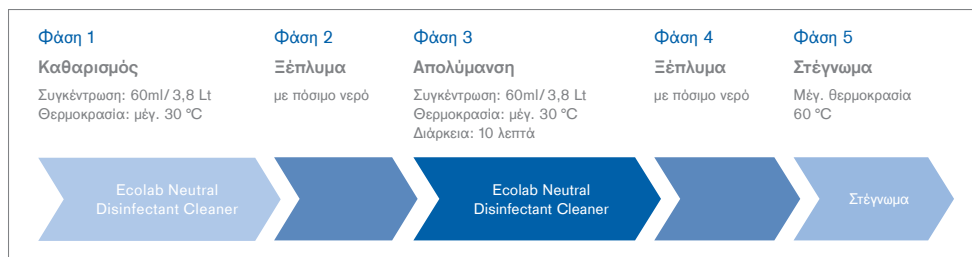 Φάση 1
Καθαρισμός
Συγκέντρωση: 60ml/ 3,8 Lt
Θερμοκρασία: μέγ. 30 °C
Φάση 2
Ξέπλυμα
με πόσιμο νερό
Φάση 3
Απολύμανση
Συγκέντρωση: 60ml/ 3,8 Lt
Θερμοκρασία: μέγ. 30 °C
Διάρκεια: 10 λεπτά
Φάση 4
Ξέπλυμα
με πόσιμο νερό
Φάση 5
Στέγνωμα
Μέγ. θερμοκρασία
60 °C
Ecolab Neutral
Disinfectant Cleaner
Ecolab Neutral
Disinfectant Cleaner
Στέγνωμα